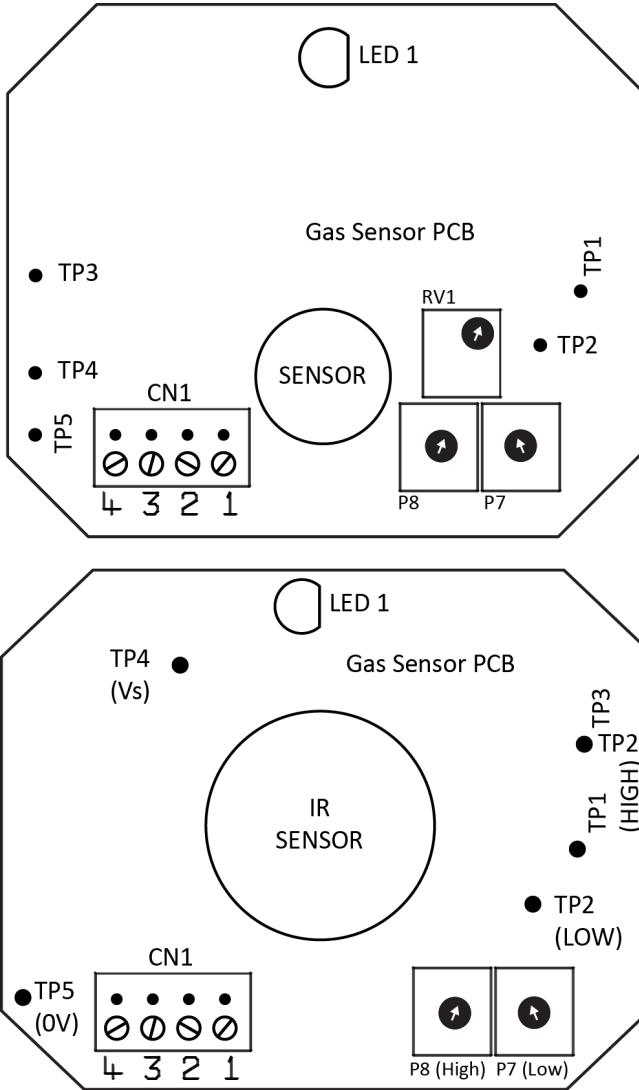 LED 1
Gas Sensor PCB
TP1
TP3
RV1
TP2
TP4
SENSOR
CN1
TP5
4 3 2 1
P8
P7
LED 1
TP4
(Vs)
Gas Sensor PCB
TP3
TP2
(HIGH)
TP1
IR
SENSOR
TP2
(LOW)
CN1
TP5
(0V)
4 3 2 1
P8 (High)
P7 (Low)